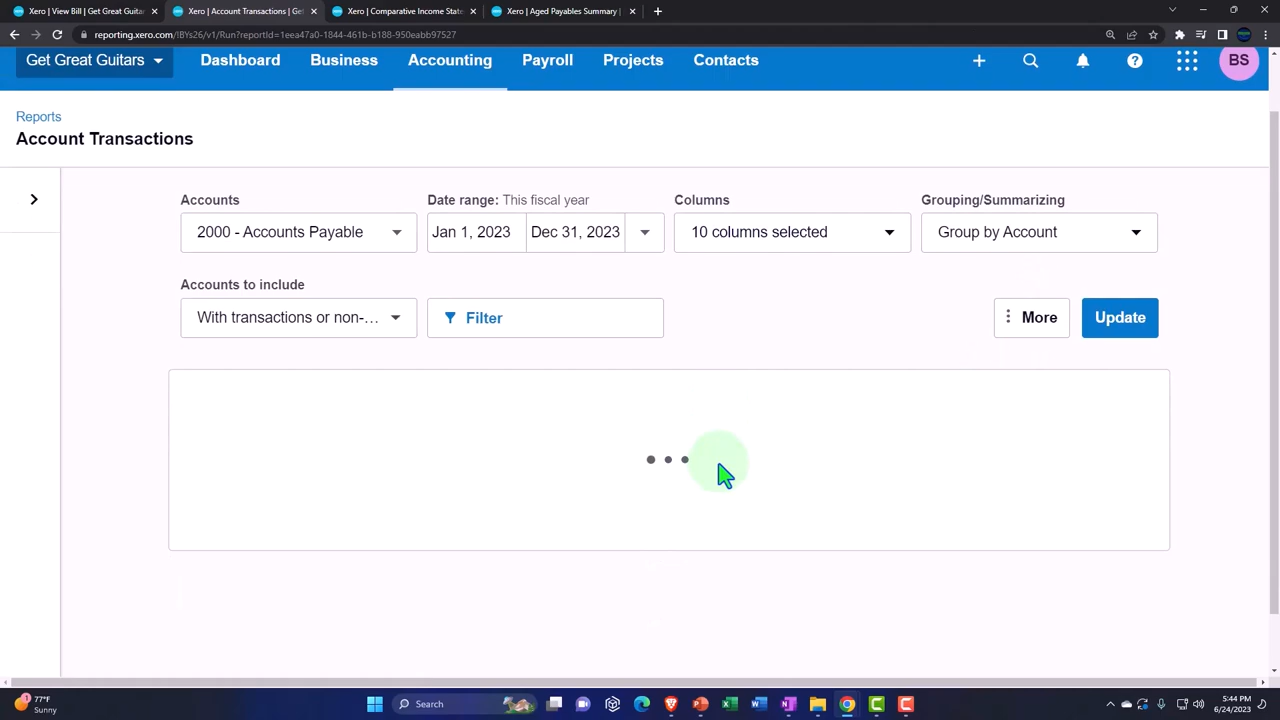 Xero | View Bill | Get Great Guitar
Xero | Account Transactions | Get
Xero | Comparative Income State
Xero | Aged Payables Summary |
reporting.xero.com/IBYs26/v1/Run?reportId=1eea47a0-1844-461b-b188-950eabb97527
Get Great Guitars
Dashboard
Business
Accounting
Payroll
Projects
Contacts
BS
Reports
Account Transactions
Accounts
Date range: This fiscal year
Columns
Grouping/Summarizing
2000 - Accounts Payable
Jan 1, 2023
Dec 31, 2023
10 columns selected
Group by Account
Accounts to include
With transactions or non-...
Filter
More
Update
77°F
Sunny
Search
5:44 PM
6/24/2023